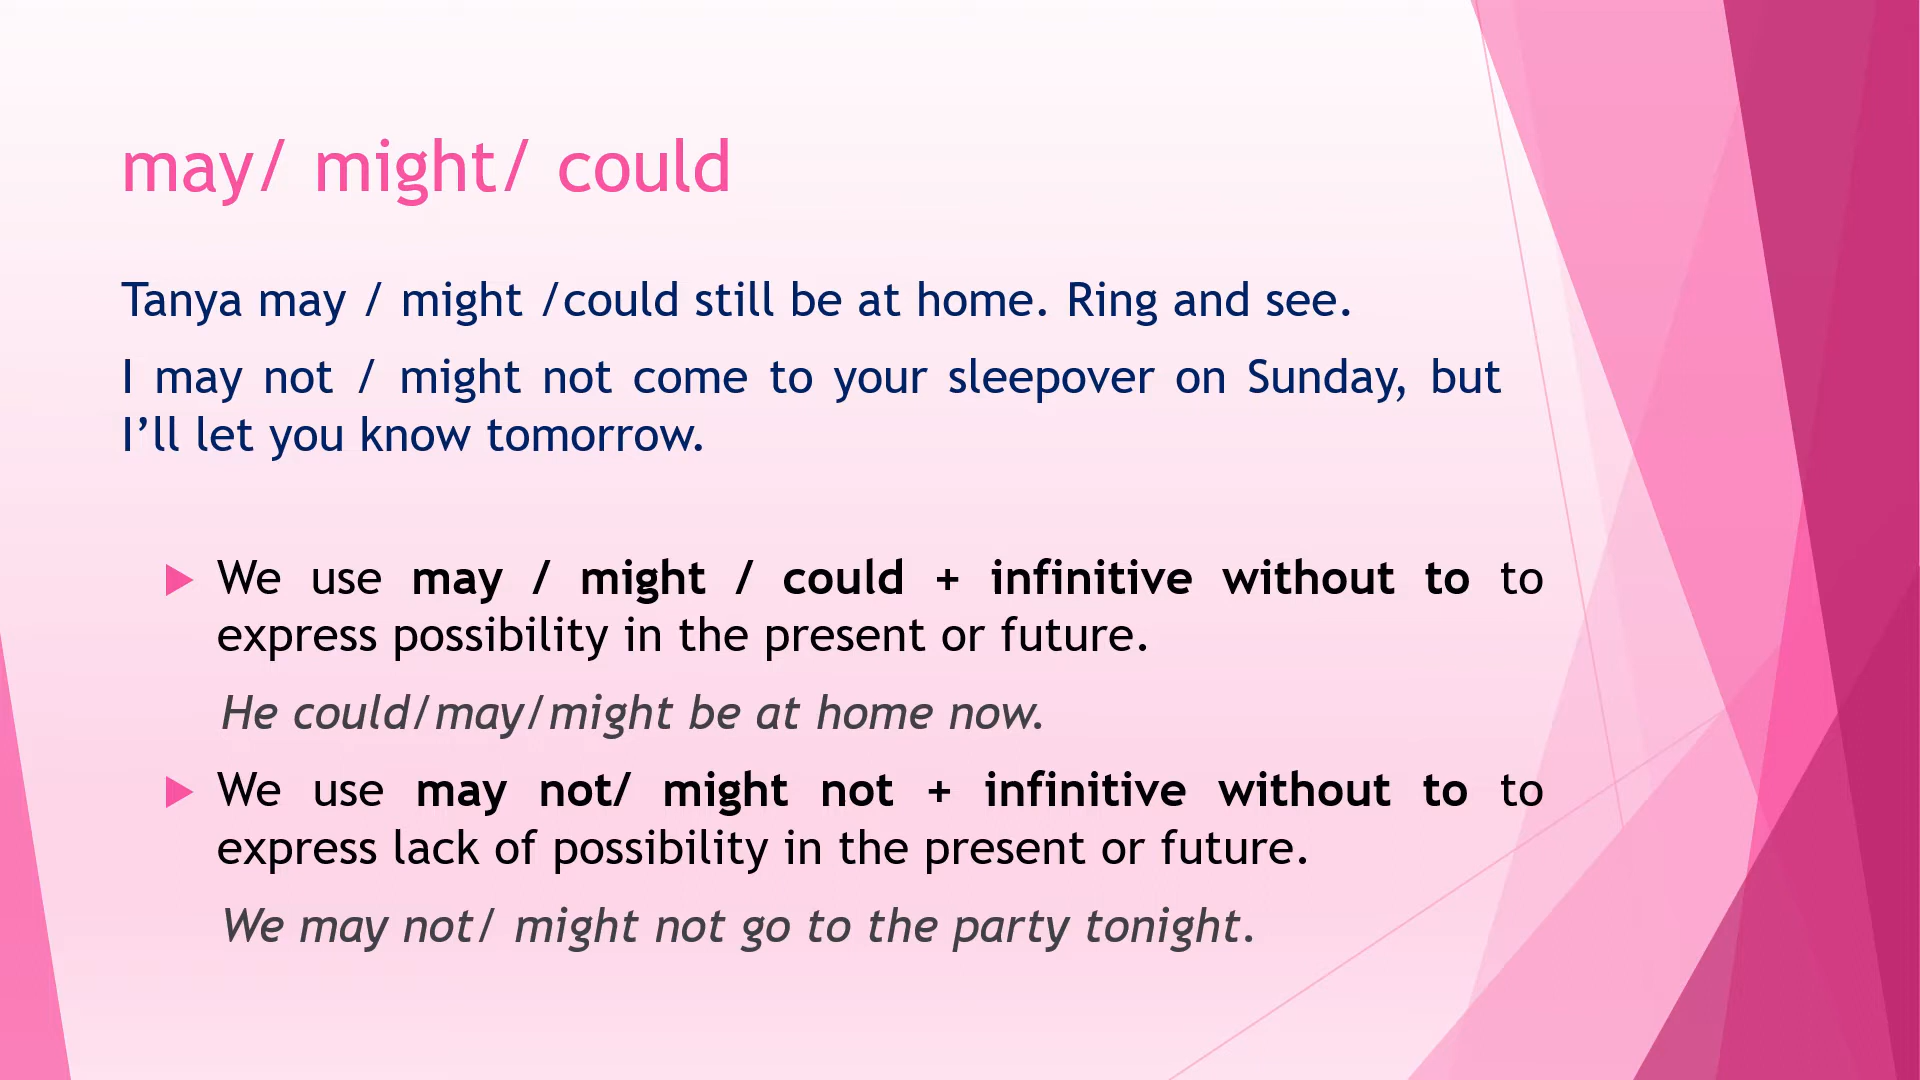 may/ might/ could
Tanya may / might /could still be at home. Ring and see.
I may not / might not come to your sleepover on Sunday, but
I’ll let you know tomorrow.
We use may / might / could + infinitive without to to
express possibility in the present or future.
He could/may/might be at home now.
We use may not/ might not + infinitive without to to
express lack of possibility in the present or future.
We may not/ might not go to the party tonight.